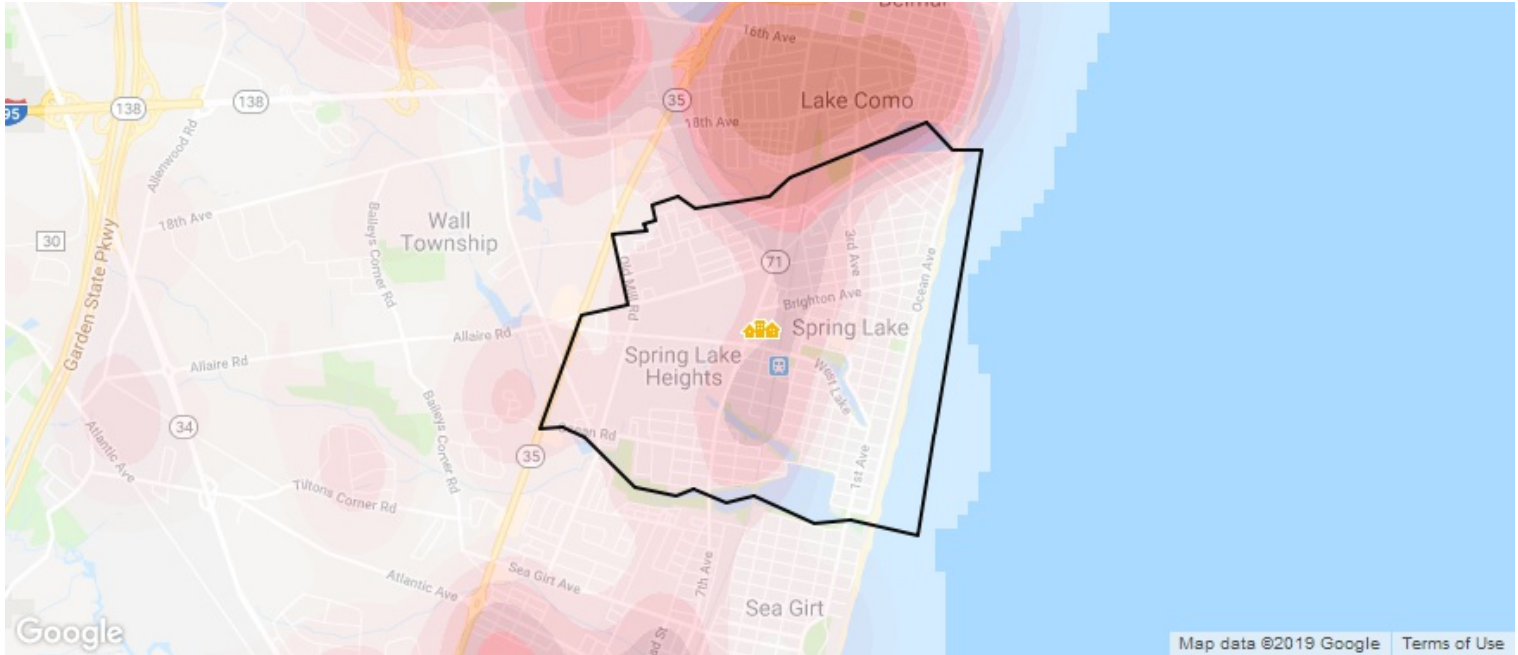 Belmar
16th Ave
35
Lake Como
138
138
95
18th Ave
Allenwood Rd
Wall
Township
18th Ave
Baileys Corner Rd
30
Garden State Pkwy
Old Mill Rd
71
3rd Ave
Ocean Ave
Brighton Ave
Spring Lake
Allaire Rd
Allaire Rd
Spring Lake
Heights
West Lake
34
Atlantic Ave
Baileys Corner Rd
Ocean Rd
35
1st Ave
Tiltons Corner Rd
Atlantic Ave
Sea Girt Ave
7th Ave
Sea Girt
Google
Map data ©2019 Google
Terms of Use